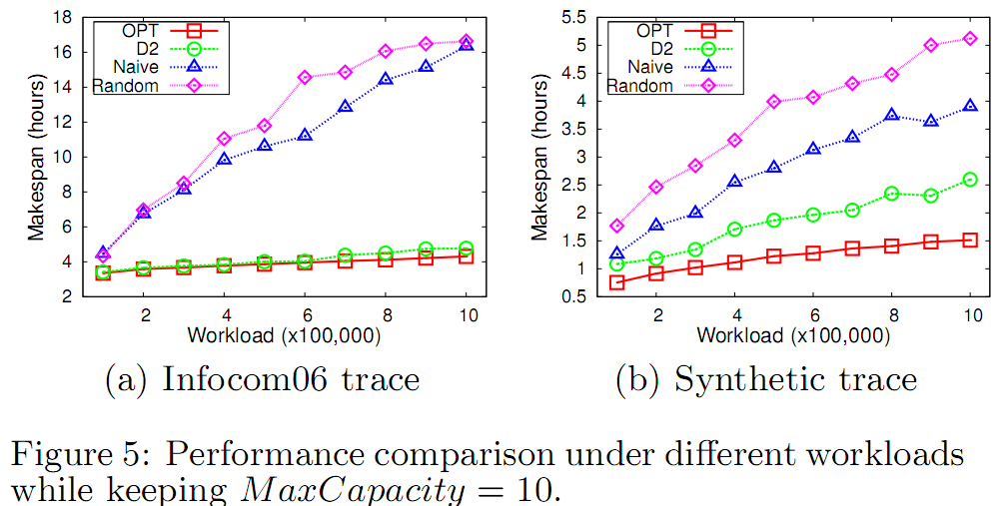 18
16
14
12
10
8
6
4
2
Makespan (hours)
OPT
D2
Naive
Random
2 4 6 8 10
Workload (x100,000)
(a) Infocom06 trace
5.5
5
4.5
4
3.5
3
2.5
2
1.5
1
0.5
Makespan (hours)
OPT
D2
Naive
Random
2 4 6 8 10
Workload (x100,000)
(b) Synthetic trace
Figure 5: Performance comparison under different workloads
while keeping MaxCapacity = 10.